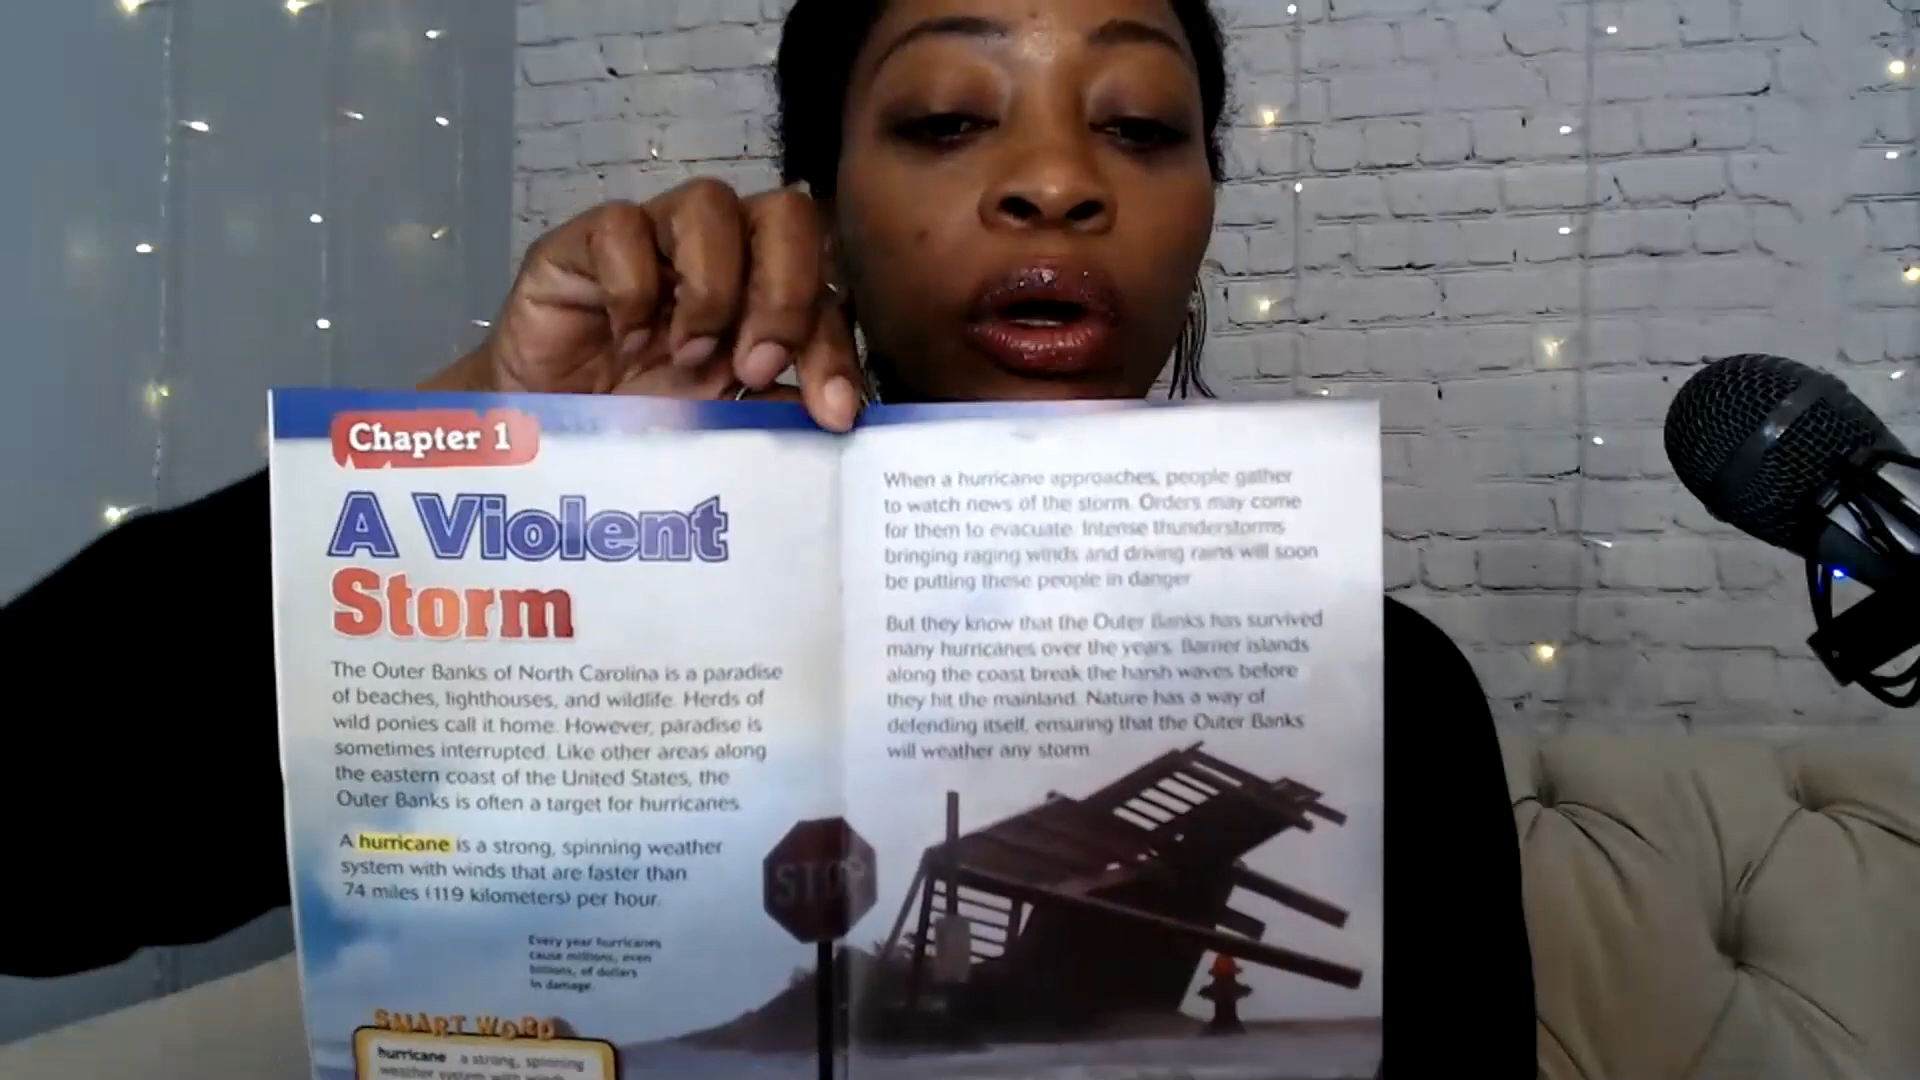 Chapter 1
A Violent
Storm
The Outer Banks of North Carolina is a paradise
of beaches, lighthouses, and wildlife. Herds of
wild ponies call it home. However, paradise is
sometimes interrupted. Like other areas along
the eastern coast of the United States, the
Outer Banks is often a target for hurricanes.
A hurricane is a strong, spinning weather
system with winds that are faster than
74 miles (119 kilometers) per hour.
Every year hurricanes
cause millions, even
billions, of dollars
in damage.
SMART WORD
hurricane a strong, spinning
weather system with winds
When a hurricane approaches, people gather
to watch news of the storm. Orders may come
for them to evacuate. Intense thunderstorms
bringing raging winds and driving rains will soon
be putting these people in danger.
But they know that the Outer Banks has survived
many hurricanes over the years. Barrier islands
along the coast break the harsh waves before
they hit the mainland. Nature has a way of
defending itself, ensuring that the Outer Banks
will weather any storm.
STOP